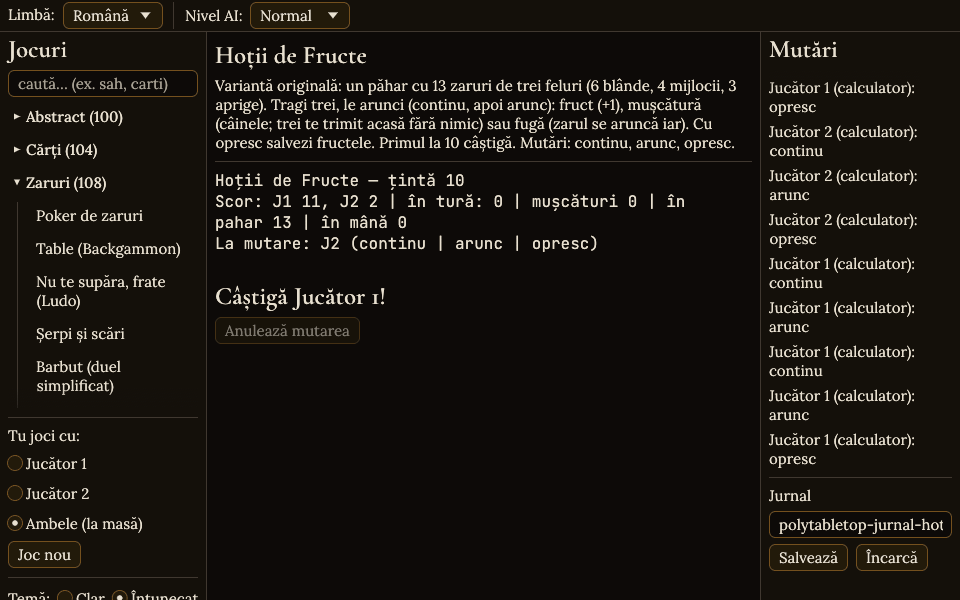 Limbă: Română ▼ Nivel AI: Normal ▼
Jocuri
caută... (ex. sah, carti)
▸ Abstract (100)
▸ Cărți (104)
▾ Zaruri (108)
Poker de zaruri
Table (Backgammon)
Nu te supăra, frate
(Ludo)
Șerpi și scări
Barbut (duel
simplificat)
Tu joci cu:
Jucător 1
Jucător 2
Ambele (la masă)
Joc nou
Temă: Clar Întunecat
Hoții de Fructe
Variantă originală: un păhar cu 13 zaruri de trei feluri (6 blânde, 4 mijlocii, 3
aprige). Tragi trei, le arunci (continu, apoi arunc): fruct (+1), mușcătură
(câinele; trei te trimit acasă fără nimic) sau fugă (zarul se aruncă iar). Cu
opresc salvezi fructele. Primul la 10 câștigă. Mutări: continu, arunc, opresc.
Hoții de Fructe — țintă 10
Scor: J1 11, J2 2 | în tură: 0 | mușcături 0 | în
pahar 13 | în mână 0
La mutare: J2 (continu | arunc | opresc)
Câștigă Jucător 1!
Anulează mutarea
Mutări
Jucător 1 (calculator):
opresc
Jucător 2 (calculator):
continu
Jucător 2 (calculator):
arunc
Jucător 2 (calculator):
opresc
Jucător 1 (calculator):
continu
Jucător 1 (calculator):
arunc
Jucător 1 (calculator):
continu
Jucător 1 (calculator):
arunc
Jucător 1 (calculator):
opresc
Jurnal
polytabletop-jurnal-hot
Salvează Încarcă